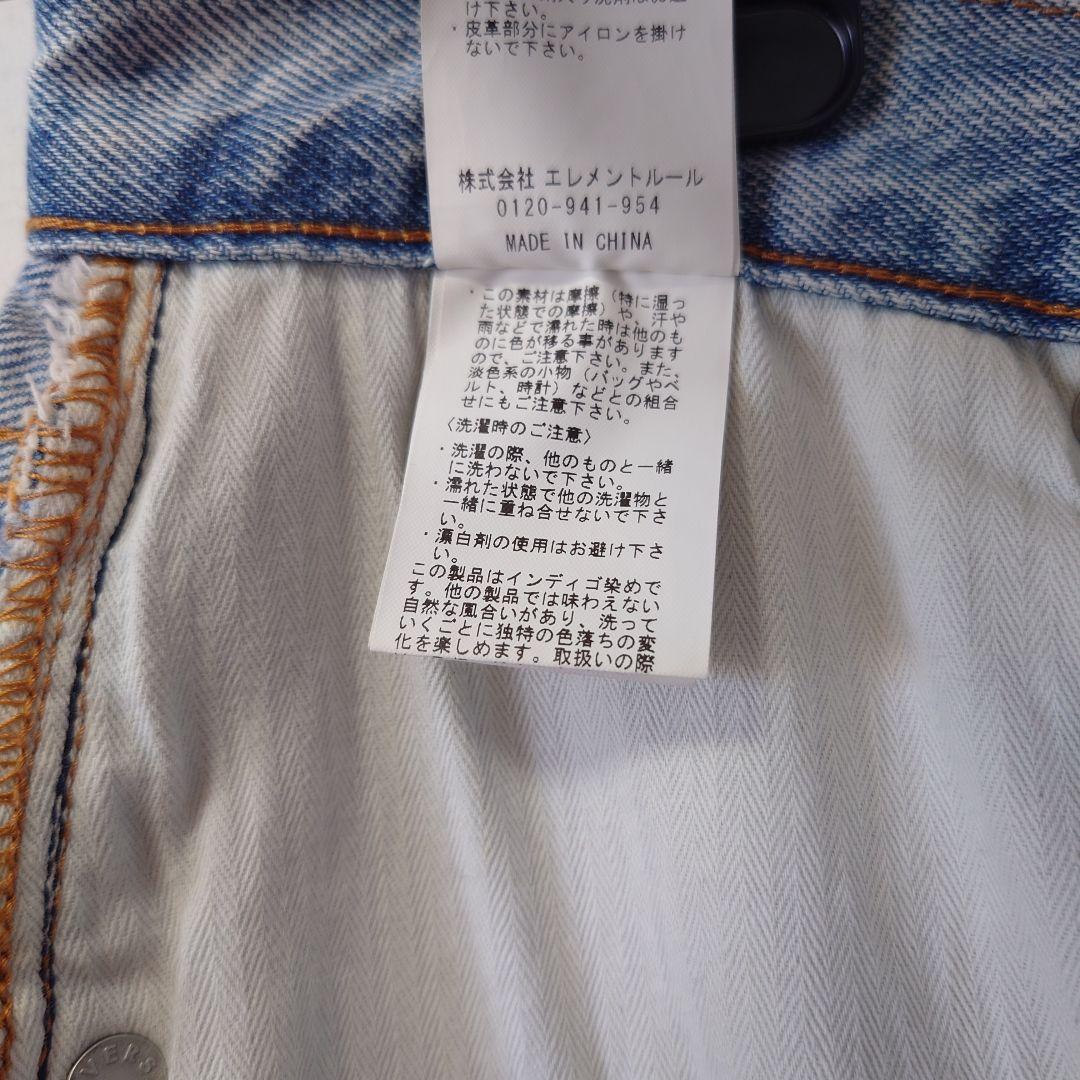 け下さい。
・皮革部分にアイロンを掛け
ないで下さい。
株式会社 エレメントルール
0120-941-954
MADE IN CHINA
・この素材は摩擦（特に湿っ
た状態での摩擦）や、汗や
雨などで濡れた時は他のも
のに色が移る事があります
ので、ご注意下さい。また、
淡色系の小物（バッグやベ
ルト、時計）などとの組合
せにもご注意下さい。
〈洗濯時のご注意〉
・洗濯の際、他のものと一緒
に洗わないで下さい。
・濡れた状態で他の洗濯物と
一緒に重ね合せないで下さ
い。
・漂白剤の使用はお避け下さ
い。
この製品はインディゴ染めで
す。他の製品では味わえない
自然な風合いがあり、洗って
いくごとに独特の色落ちの変
化を楽しめます。取扱いの際
VERS